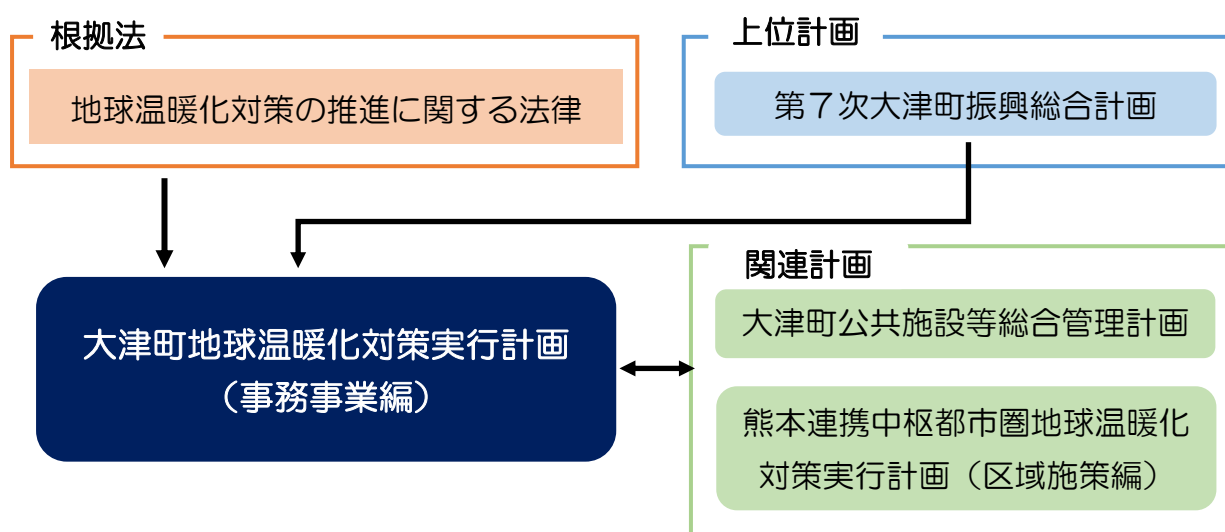 根拠法
地球温暖化対策の推進に関する法律
上位計画
第７次大津町振興総合計画
大津町地球温暖化対策実行計画
（事務事業編）
関連計画
大津町公共施設等総合管理計画
熊本連携中枢都市圏地球温暖化
対策実行計画（区域施策編）